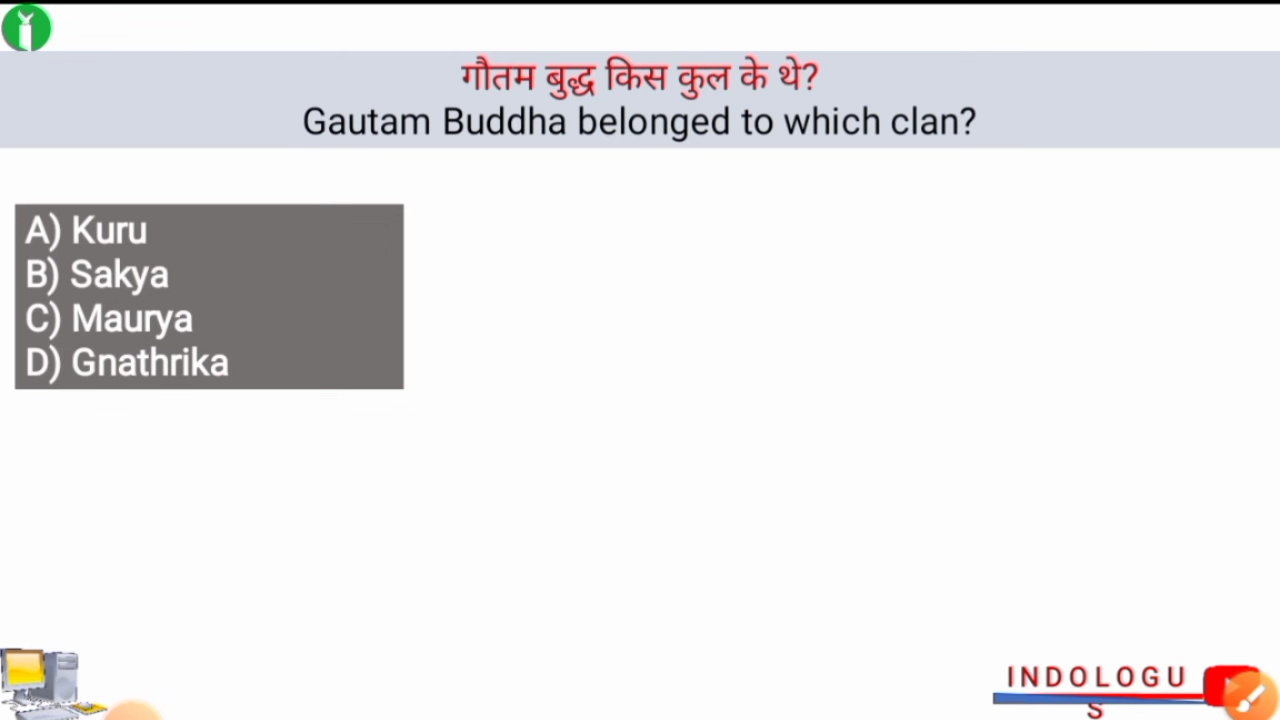 गौतम बुद्ध किस कुल के थे?
Gautam Buddha belonged to which clan?
A) Kuru
B) Sakya
C) Maurya
D) Gnathrika
INDOLOGU
S